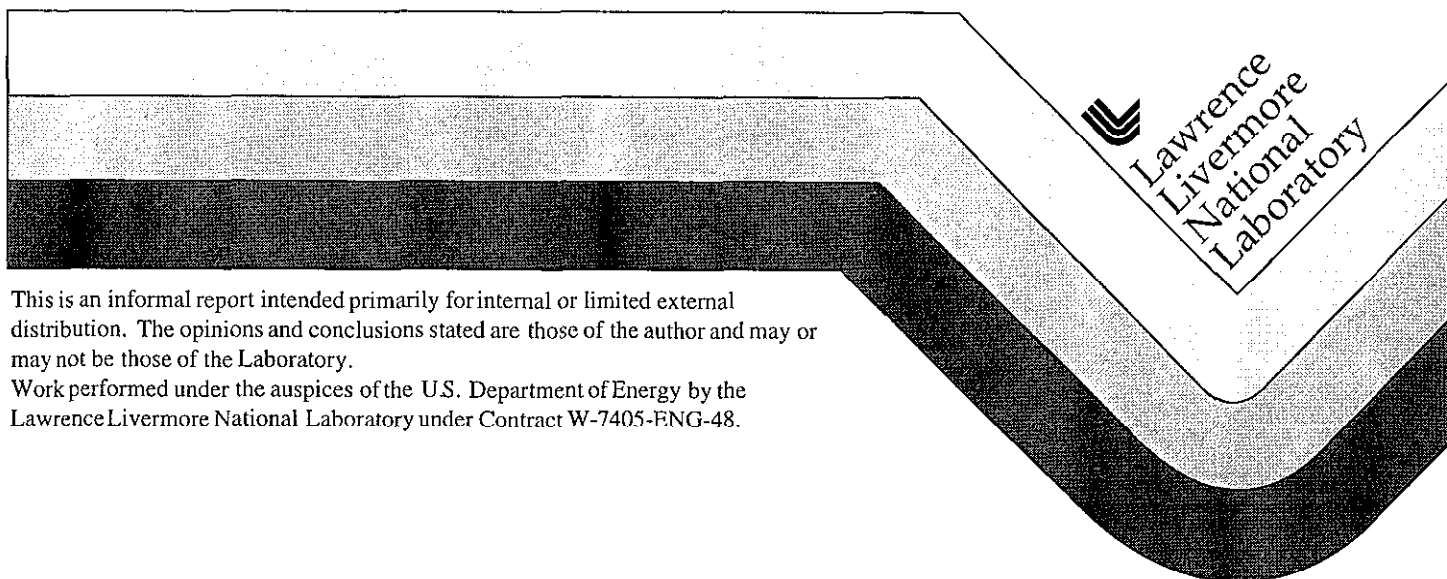 Lawrence
Livermore
National
Laboratory
This is an informal report intended primarily for internal or limited external
distribution. The opinions and conclusions stated are those of the author and may or
may not be those of the Laboratory.
Work performed under the auspices of the U.S. Department of Energy by the
Lawrence Livermore National Laboratory under Contract W-7405-ENG-48.